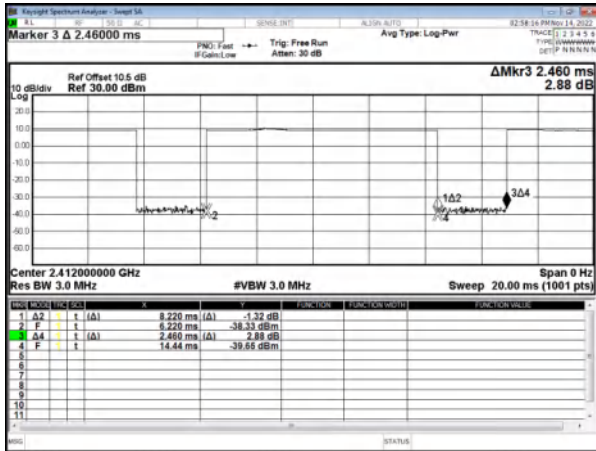 Keysight Spectrum Analyzer - Swept SA
RL RF 50 Ω AC SENSE:INT ALIGN AUTO 02:58:16 PM Nov 14, 2022
Marker 3 Δ 2.46000 ms
PNO: Fast Trig: Free Run Avg Type: Log-Pwr TRACE 1 2 3 4 5 6
IFGain:Low Atten: 30 dB TYPE
DET P N N N N N
Ref Offset 10.5 dB ΔMkr3 2.460 ms
10 dB/div Ref 30.00 dBm 2.88 dB
Log
20.0
10.0
0.00
-10.0
-20.0
-30.0
-40.0
-50.0
-60.0
2
1Δ2
4
3Δ4
Center 2.412000000 GHz Span 0 Hz
Res BW 3.0 MHz #VBW 3.0 MHz Sweep 20.00 ms (1001 pts)
MKR MODE TRC SCL X Y FUNCTION FUNCTION WIDTH FUNCTION VALUE
1 Δ2 1 t (Δ) 8.220 ms (Δ) -1.32 dB
2 F 1 t 6.220 ms -38.33 dBm
3 Δ4 1 t (Δ) 2.460 ms (Δ) 2.88 dB
4 F 1 t 14.44 ms -39.65 dBm
5
6
7
8
9
10
11
MSG STATUS